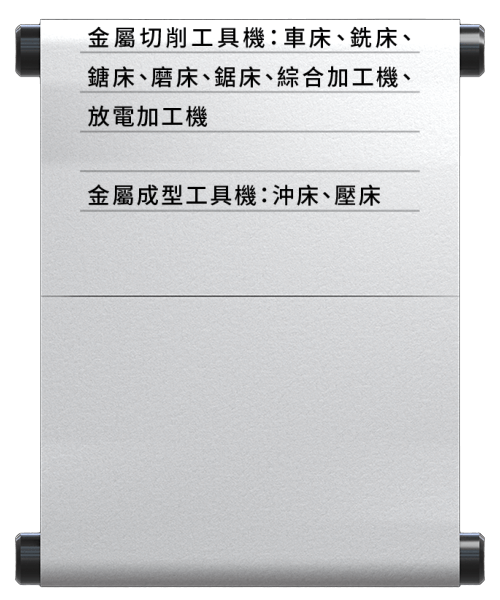 金屬切削工具機：車床、銑床、
鎕床、磨床、鋸床、綜合加工機、
放電加工機
金屬成型工具機：沖床、壓床